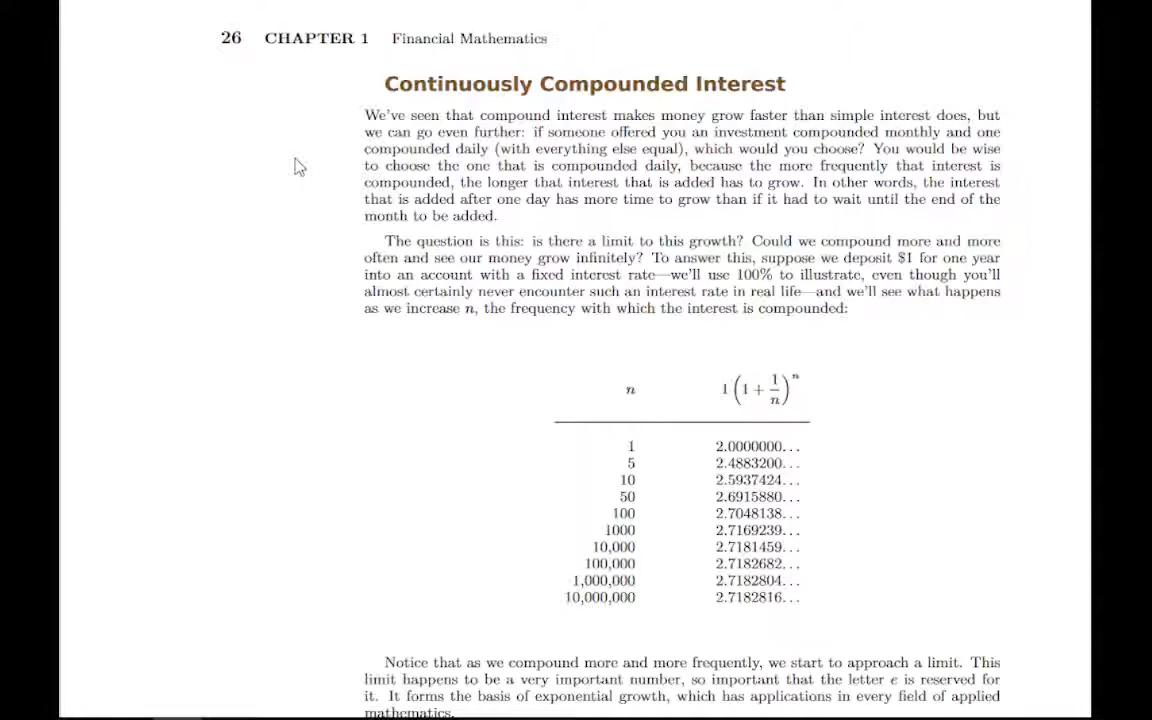 26 CHAPTER 1 Financial Mathematics
Continuously Compounded Interest
We've seen that compound interest makes money grow faster than simple interest does, but
we can go even further: if someone offered you an investment compounded monthly and one
compounded daily (with everything else equal), which would you choose? You would be wise
to choose the one that is compounded daily, because the more frequently that interest is
compounded, the longer that interest that is added has to grow. In other words, the interest
that is added after one day has more time to grow than if it had to wait until the end of the
month to be added.
The question is this: is there a limit to this growth? Could we compound more and more
often and see our money grow infinitely? To answer this, suppose we deposit $1 for one year
into an account with a fixed interest rate—we'll use 100% to illustrate, even though you'll
almost certainly never encounter such an interest rate in real life—and we'll see what happens
as we increase n, the frequency with which the interest is compounded:
n 1 (1 + 1/n)^n
1 2.0000000...
5 2.4883200...
10 2.5937424...
50 2.6915880...
100 2.7048138...
1000 2.7169239...
10,000 2.7181459...
100,000 2.7182682...
1,000,000 2.7182804...
10,000,000 2.7182816...
Notice that as we compound more and more frequently, we start to approach a limit. This
limit happens to be a very important number, so important that the letter e is reserved for
it. It forms the basis of exponential growth, which has applications in every field of applied
mathematics.